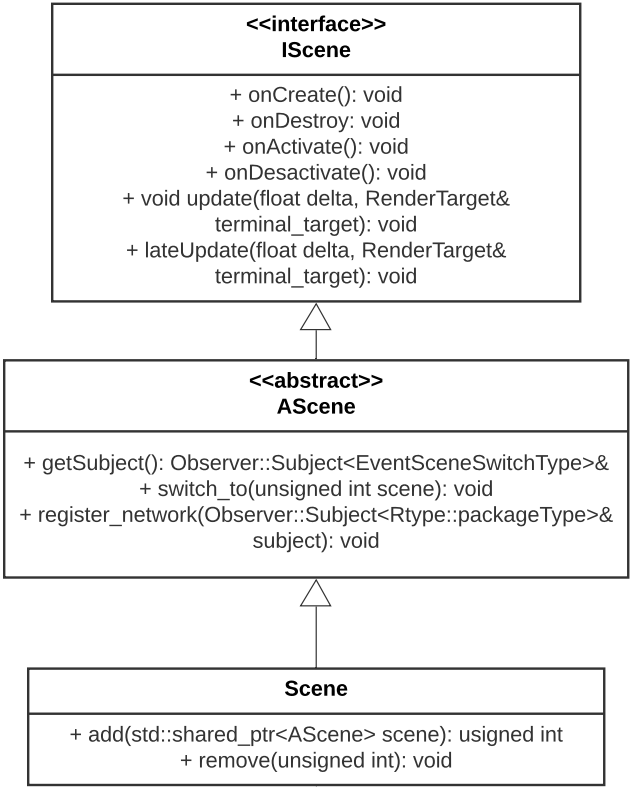 <<interface>>
IScene
+ onCreate(): void
+ onDestroy: void
+ onActivate(): void
+ onDesactivate(): void
+ void update(float delta, RenderTarget&
terminal_target): void
+ lateUpdate(float delta, RenderTarget&
terminal_target): void
<<abstract>>
AScene
+ getSubject(): Observer::Subject<EventSceneSwitchType>&
+ switch_to(unsigned int scene): void
+ register_network(Observer::Subject<Rtype::packageType>&
subject): void
Scene
+ add(std::shared_ptr<AScene> scene): usigned int
+ remove(unsigned int): void